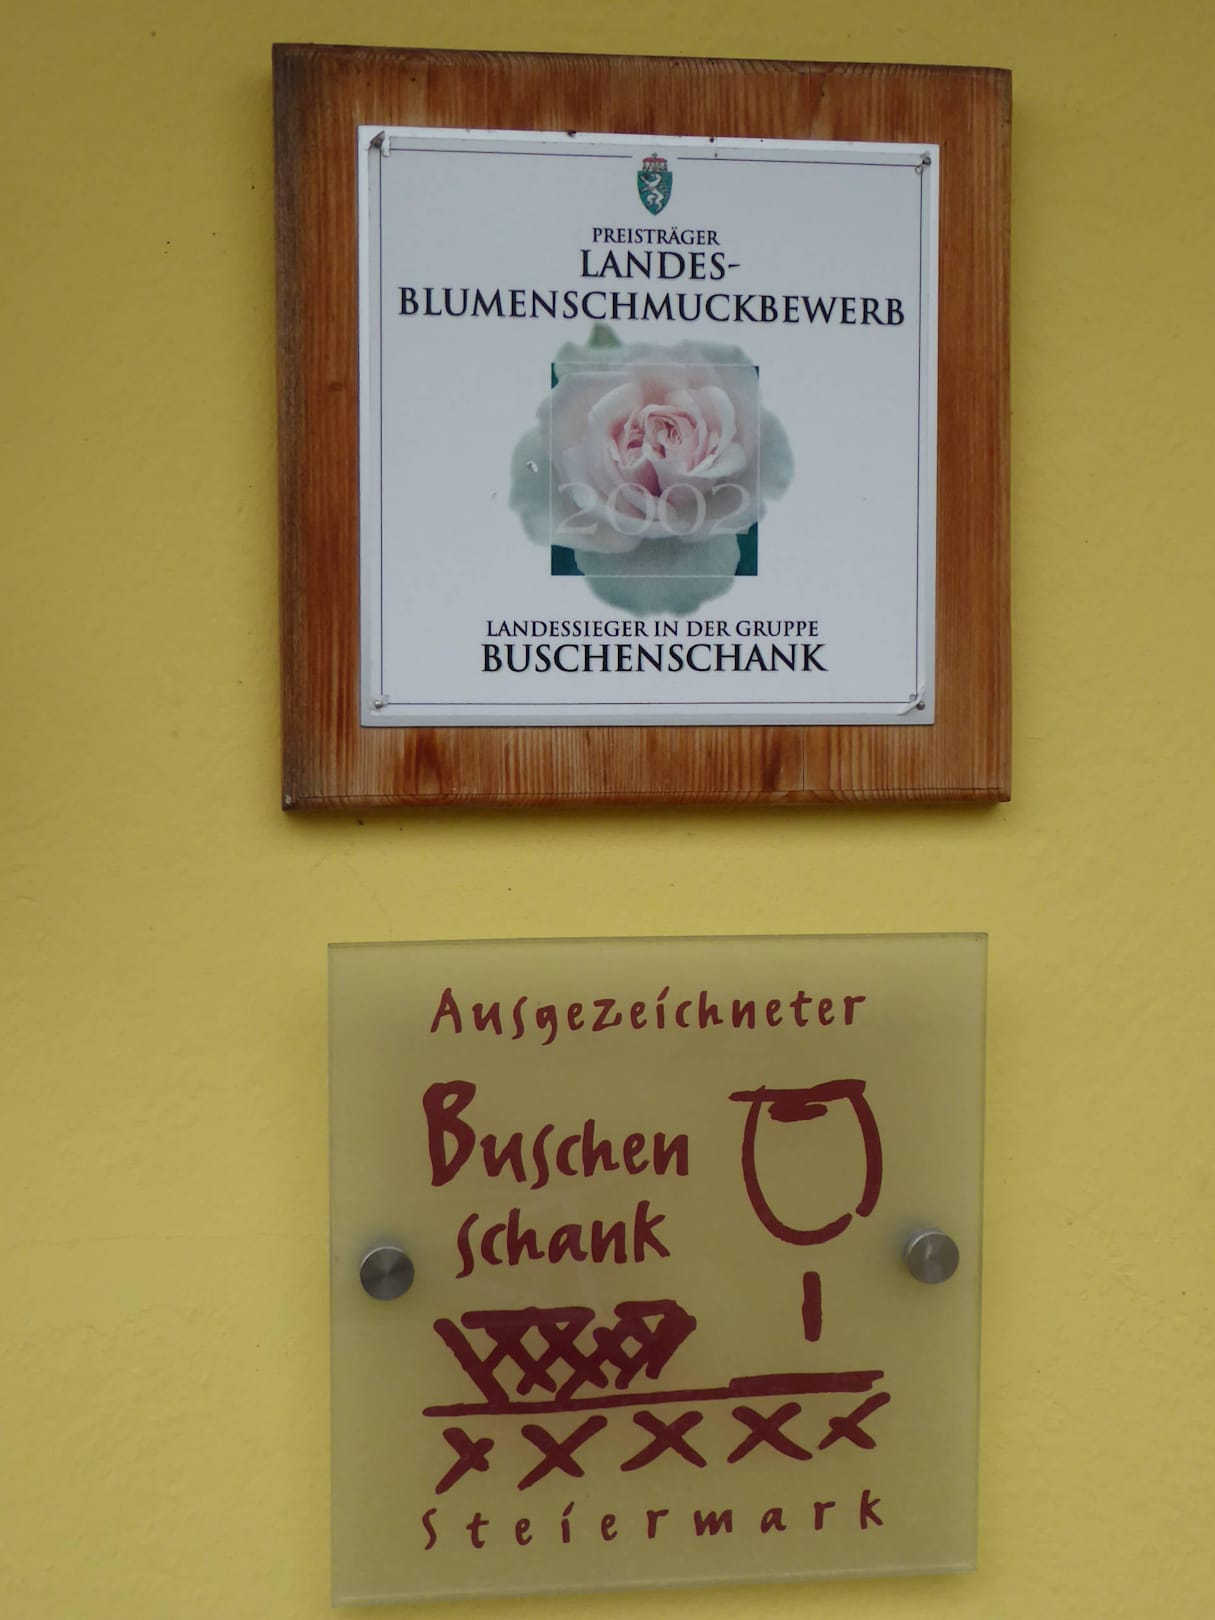 PREISTRÄGER
LANDES-
BLUMENSCHMUCKBEWERB
2002
LANDESSIEGER IN DER GRUPPE
BUSCHENSCHANK
Ausgezeichneter
Buschen
schank
Steiermark